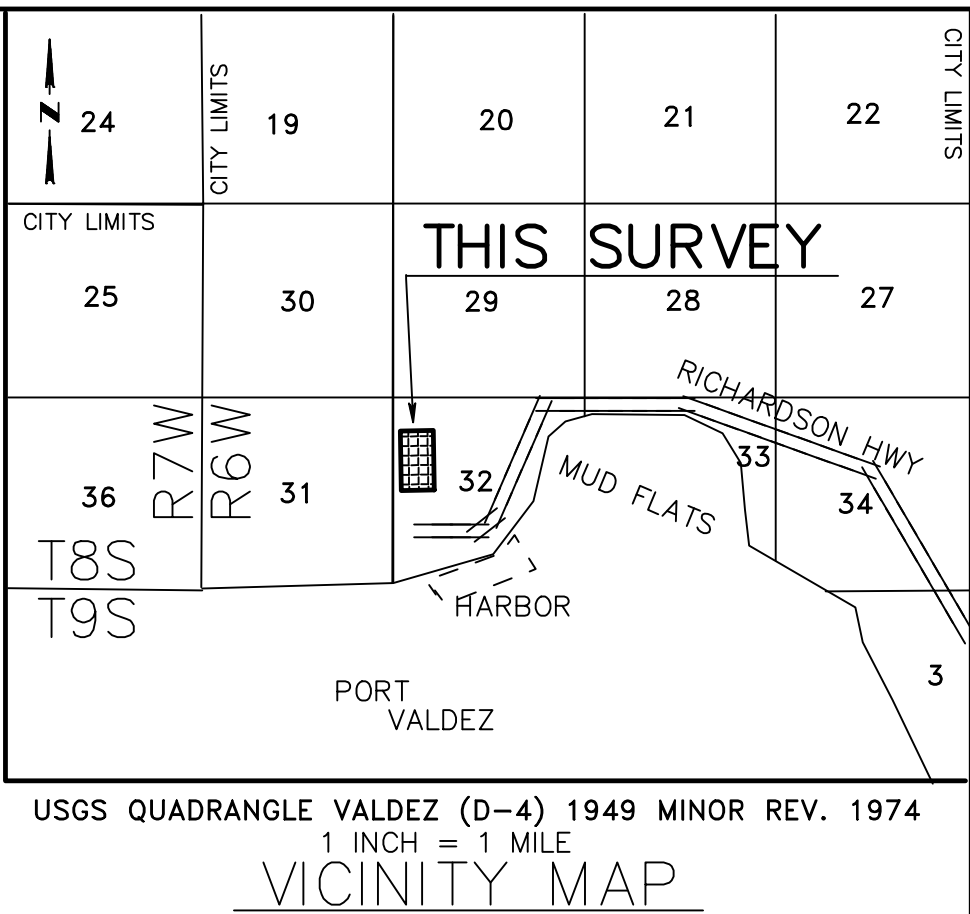 N
24
CITY LIMITS
19
20
21
22
CITY LIMITS
CITY LIMITS
THIS SURVEY
25
30
29
28
27
RICHARDSON HWY
R7W
R6W
36
31
32
MUD FLATS
33
34
T8S
T9S
HARBOR
3
PORT
VALDEZ
USGS QUADRANGLE VALDEZ (D-4) 1949 MINOR REV. 1974
1 INCH = 1 MILE
VICINITY MAP